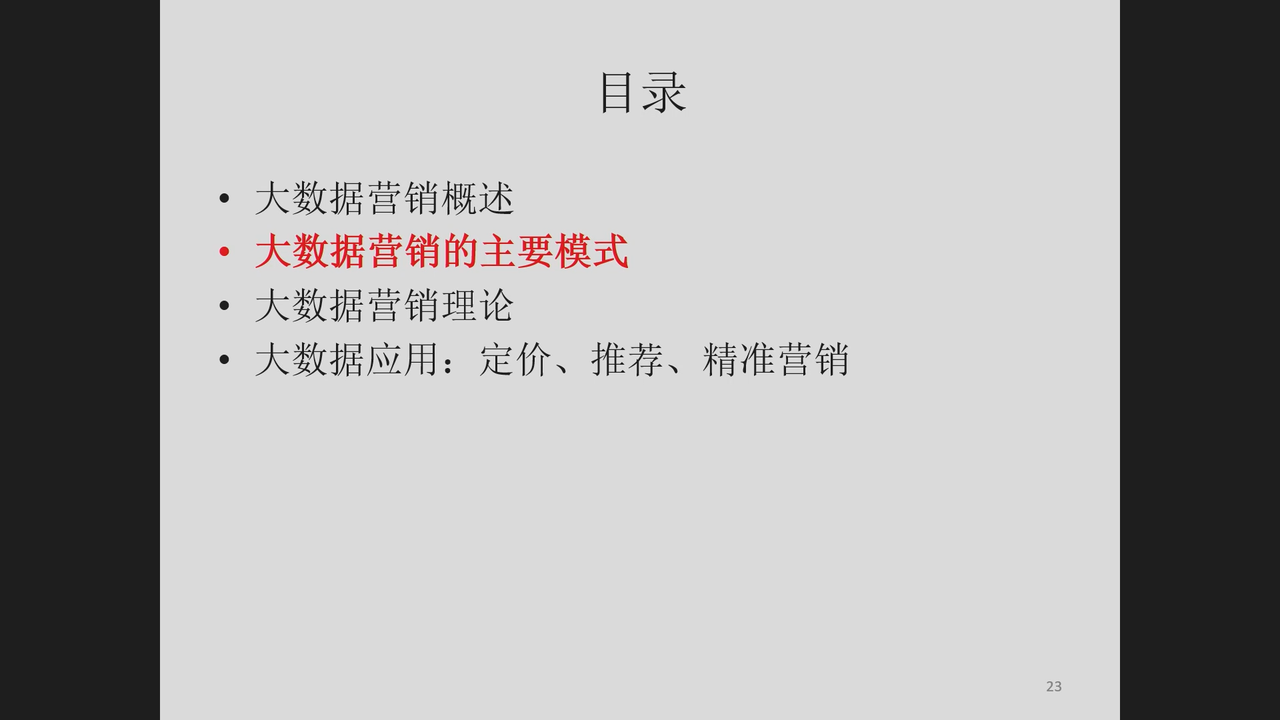 目录
• 大数据营销概述
• 大数据营销的主要模式
• 大数据营销理论
• 大数据应用：定价、推荐、精准营销
23